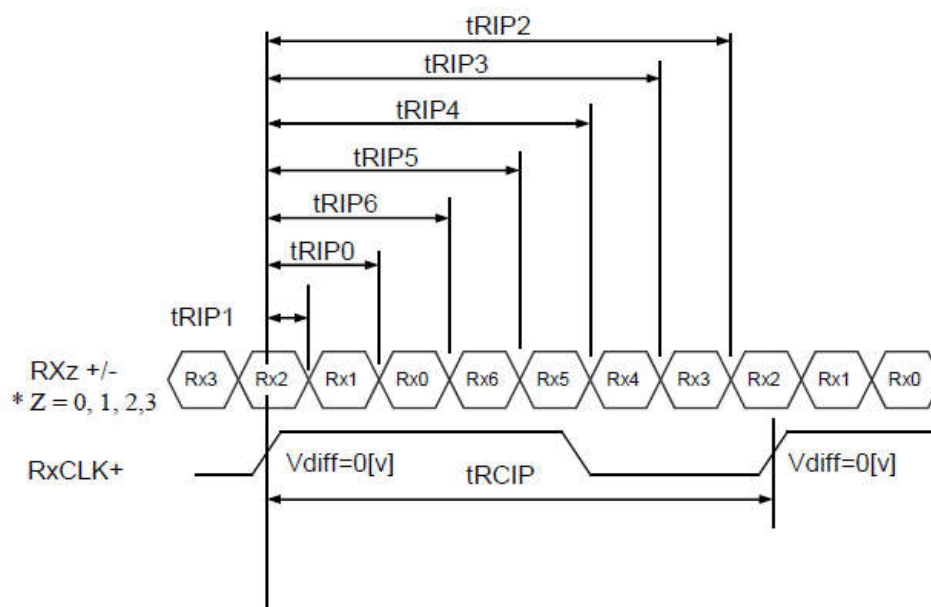 tRIP2
tRIP3
tRIP4
tRIP5
tRIP6
tRIP0
tRIP1
RXz +/-
* Z = 0, 1, 2,3
Rx3 Rx2 Rx1 Rx0 Rx6 Rx5 Rx4 Rx3 Rx2 Rx1 Rx0
RxCLK+ Vdiff=0[v] Vdiff=0[v]
tRCIP